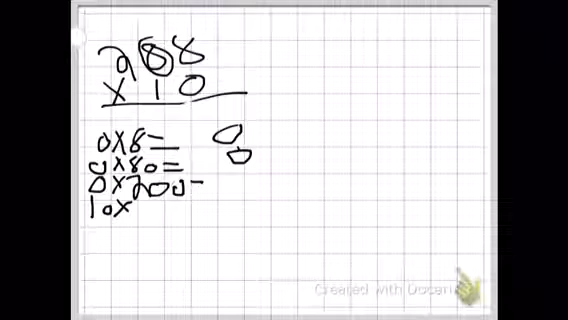 288
x 10
0x8= 0
0x80= 0
0x200=
10x
Created with Doceri